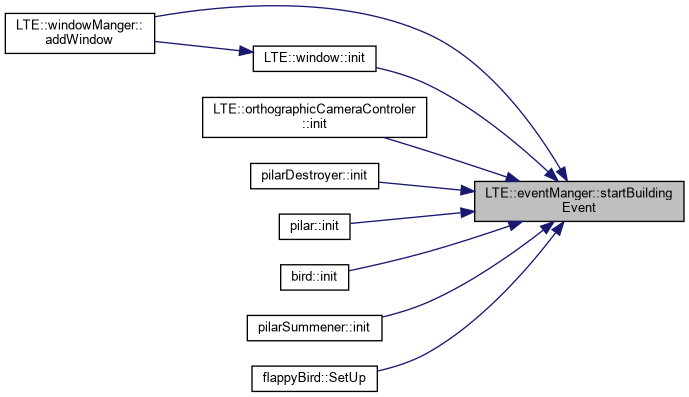 LTE::windowManger::
addWindow
LTE::window::init
LTE::orthographicCameraControler
::init
pilarDestroyer::init
LTE::eventManger::startBuilding
Event
pilar::init
bird::init
pilarSummener::init
flappyBird::SetUp